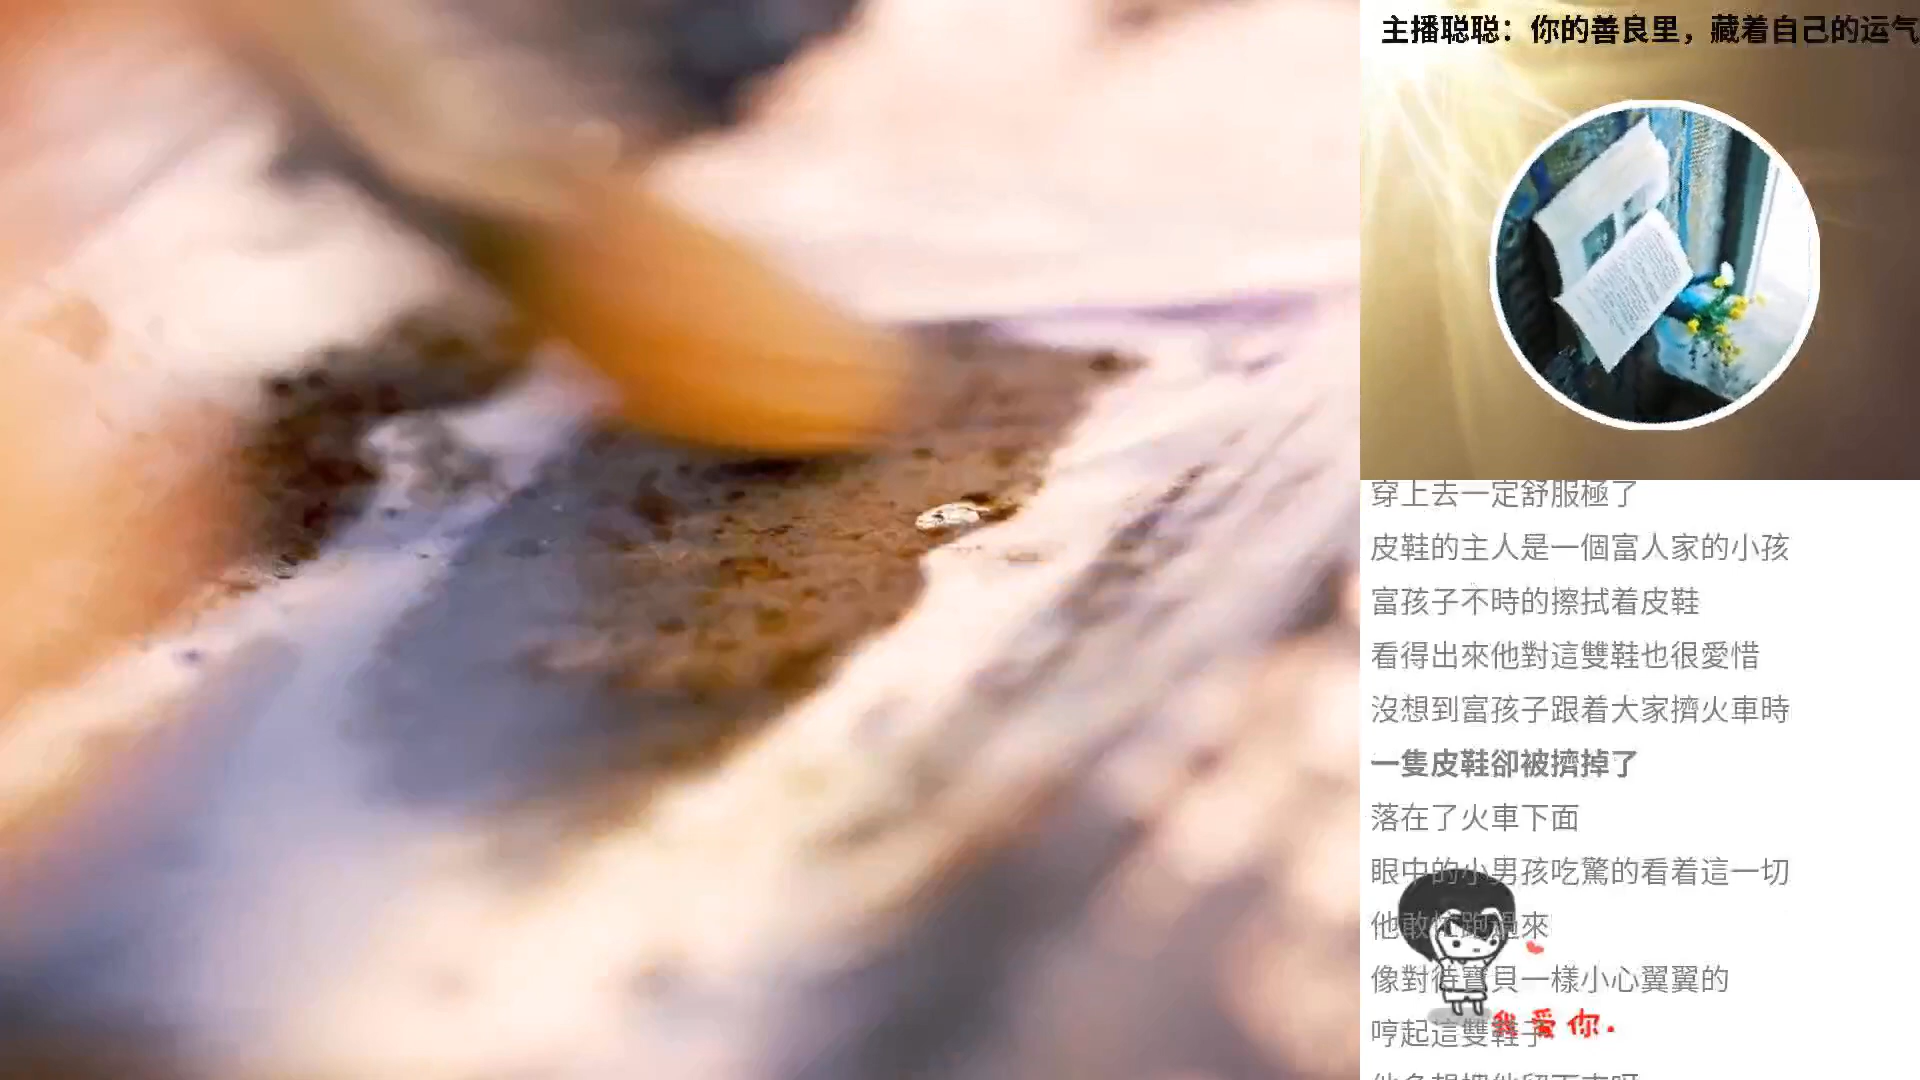 主播聪聪：你的善良里，藏着自己的运气
穿上去一定舒服極了
皮鞋的主人是一個富人家的小孩
富孩子不時的擦拭着皮鞋
看得出來他對這雙鞋也很愛惜
沒想到富孩子跟着大家擠火車時
一隻皮鞋卻被擠掉了
落在了火車下面
眼中的小男孩吃驚的看着這一切
他敢忙跑過來
像對待寶貝一樣小心翼翼的
哼起這雙鞋子
我爱你.